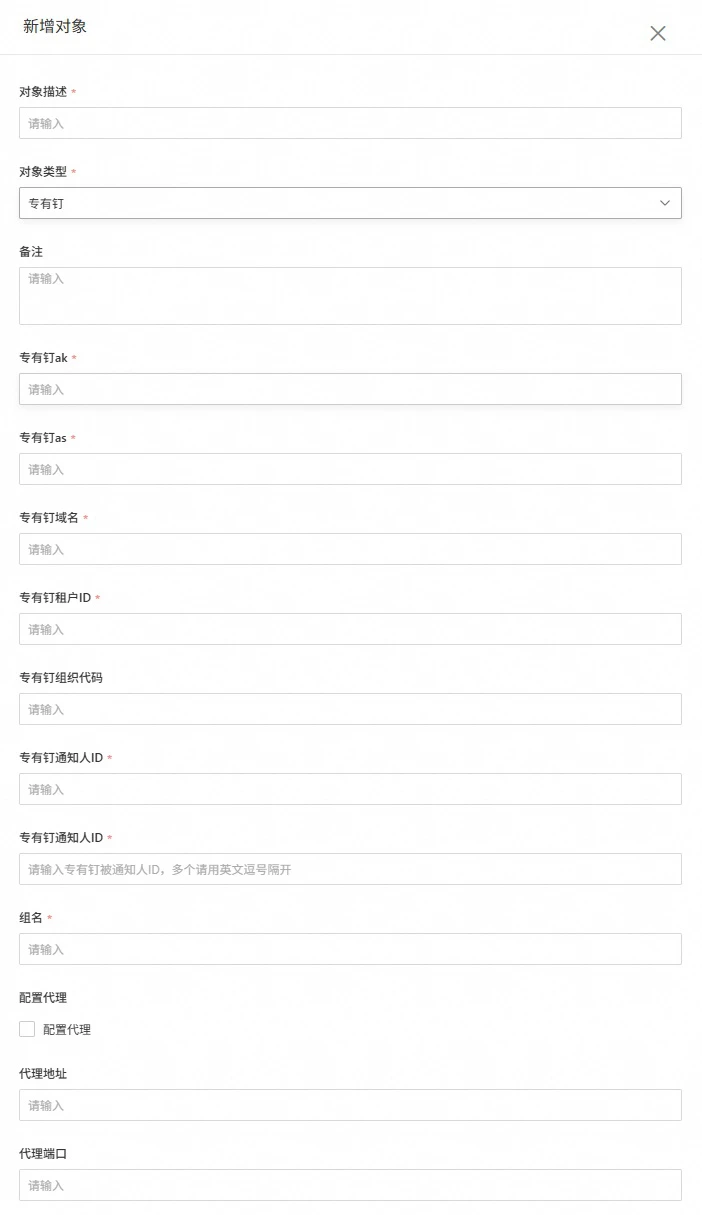 新增对象
对象描述 *
请输入
对象类型 *
专有钉
备注
请输入
专有钉ak *
请输入
专有钉as *
请输入
专有钉域名 *
请输入
专有钉租户ID *
请输入
专有钉组织代码
请输入
专有钉通知人ID *
请输入
专有钉通知人ID *
请输入专有钉被通知人ID，多个请用英文逗号隔开
组名 *
请输入
配置代理
配置代理
代理地址
请输入
代理端口
请输入